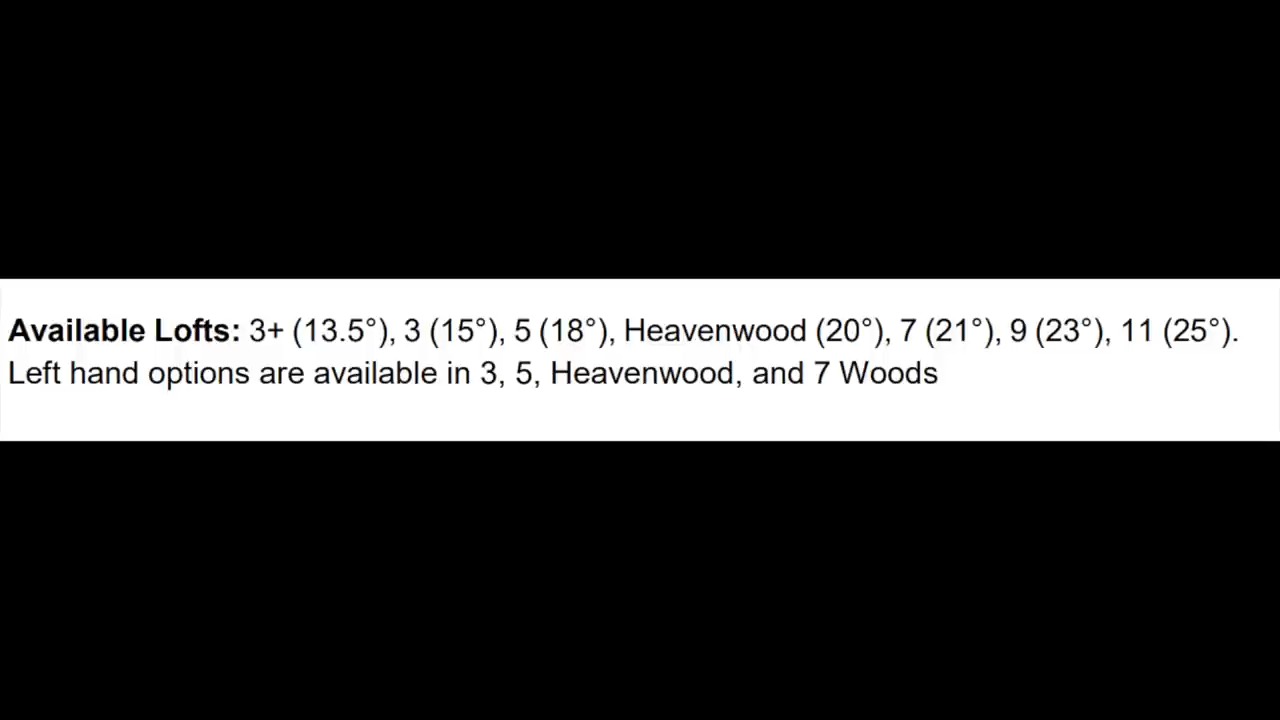 Available Lofts: 3+ (13.5°), 3 (15°), 5 (18°), Heavenwood (20°), 7 (21°), 9 (23°), 11 (25°).
Left hand options are available in 3, 5, Heavenwood, and 7 Woods